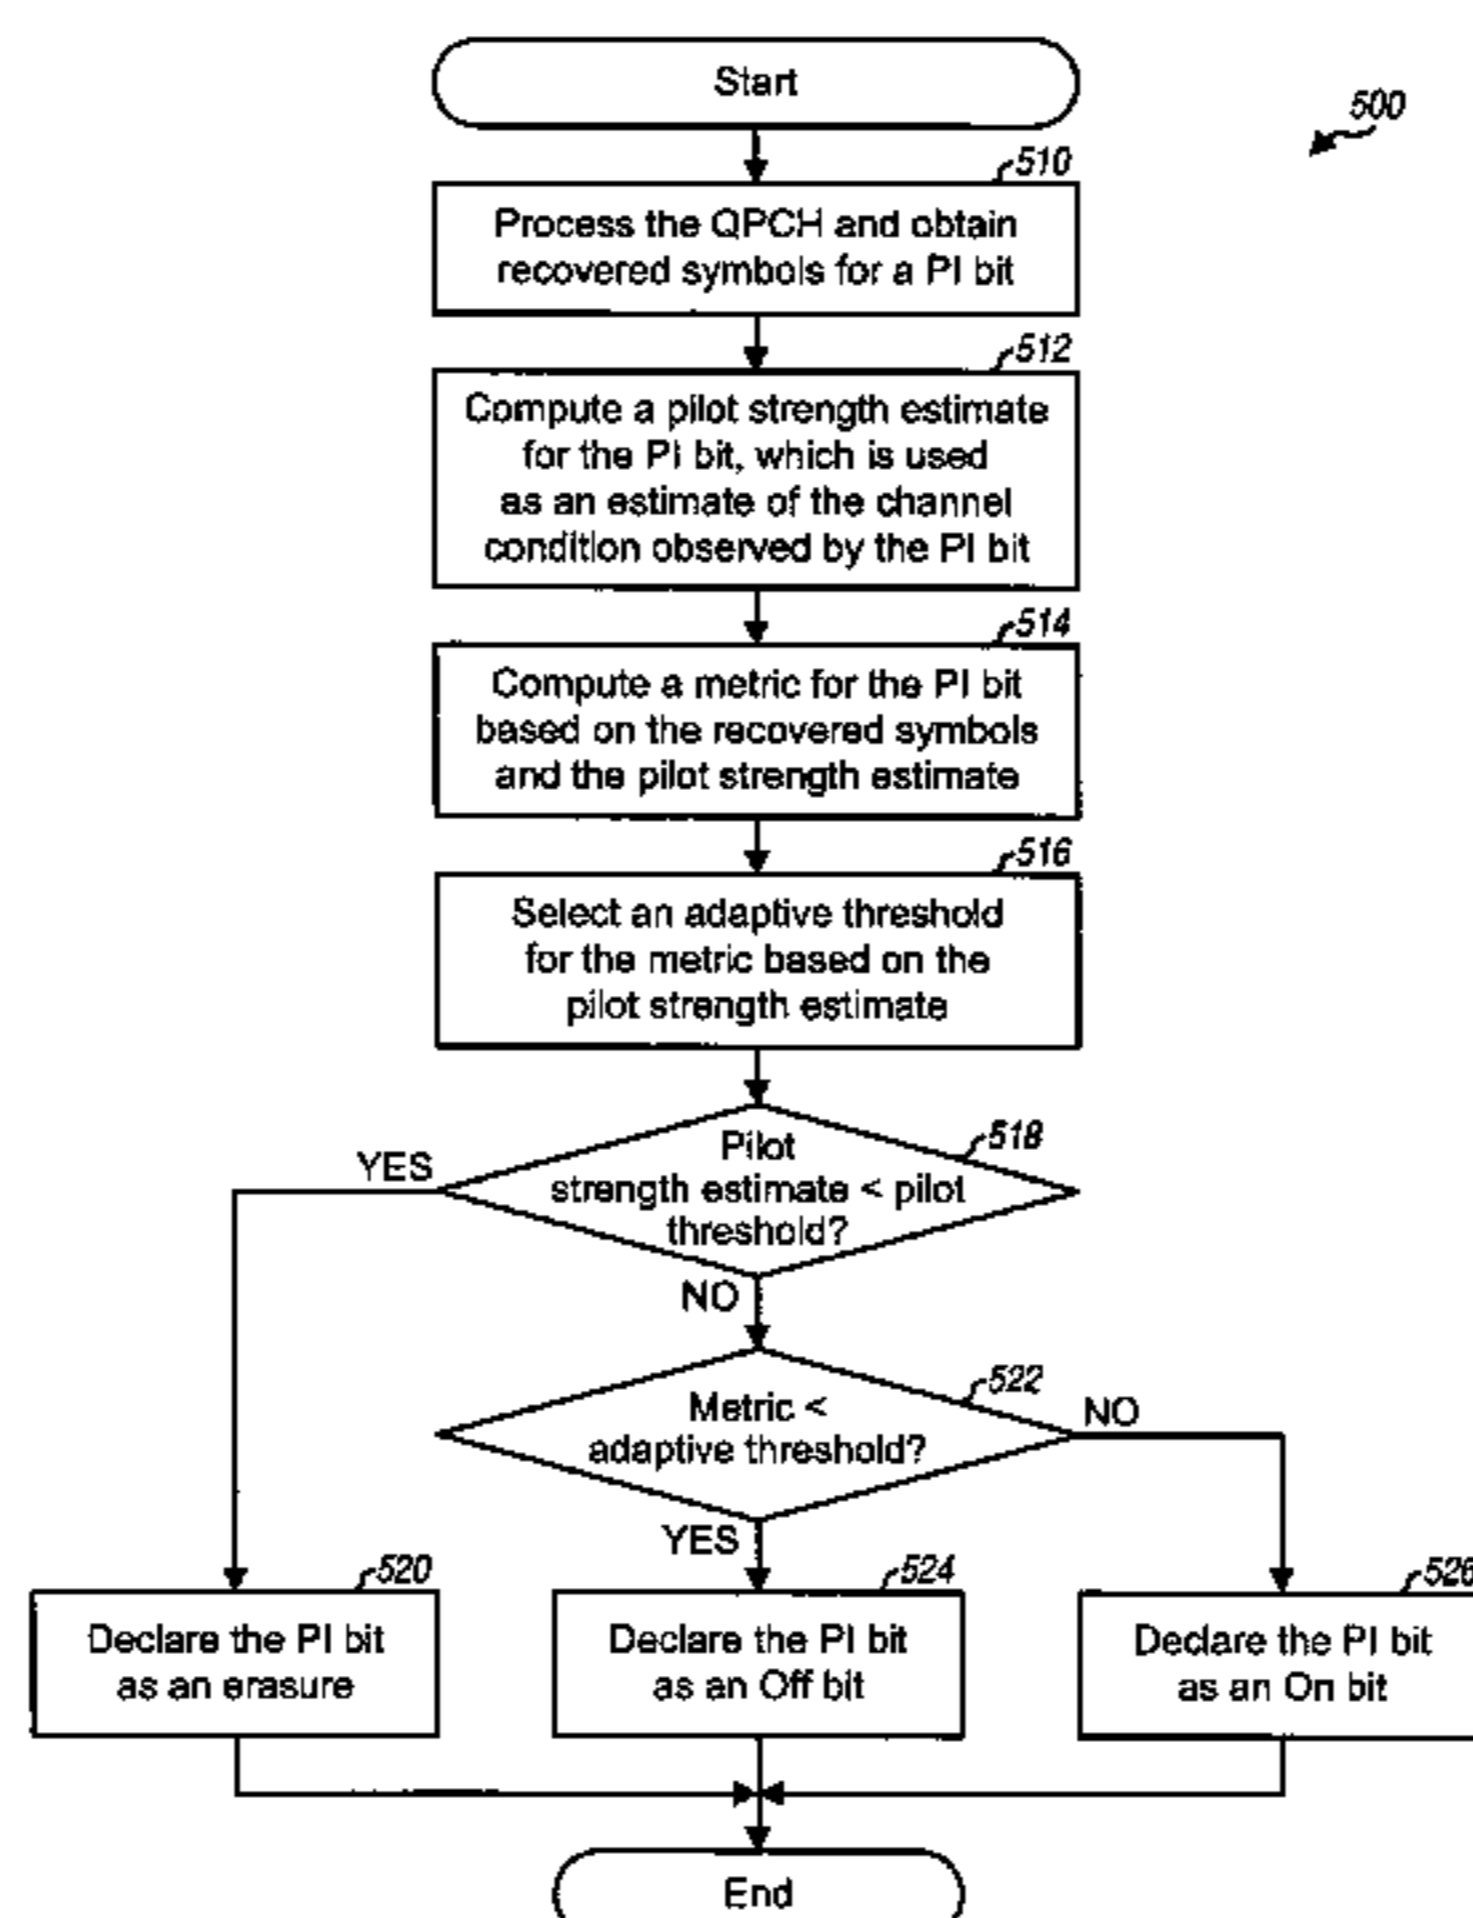 Start
500
510
Process the QPCH and obtain
recovered symbols for a PI bit
512
Compute a pilot strength estimate
for the PI bit, which is used
as an estimate of the channel
condition observed by the PI bit
514
Compute a metric for the PI bit
based on the recovered symbols
and the pilot strength estimate
516
Select an adaptive threshold
for the metric based on the
pilot strength estimate
518
Pilot
strength estimate < pilot
threshold?
YES
NO
522
Metric <
adaptive threshold?
NO
YES
520
Declare the PI bit
as an erasure
524
Declare the PI bit
as an Off bit
526
Declare the PI bit
as an On bit
End